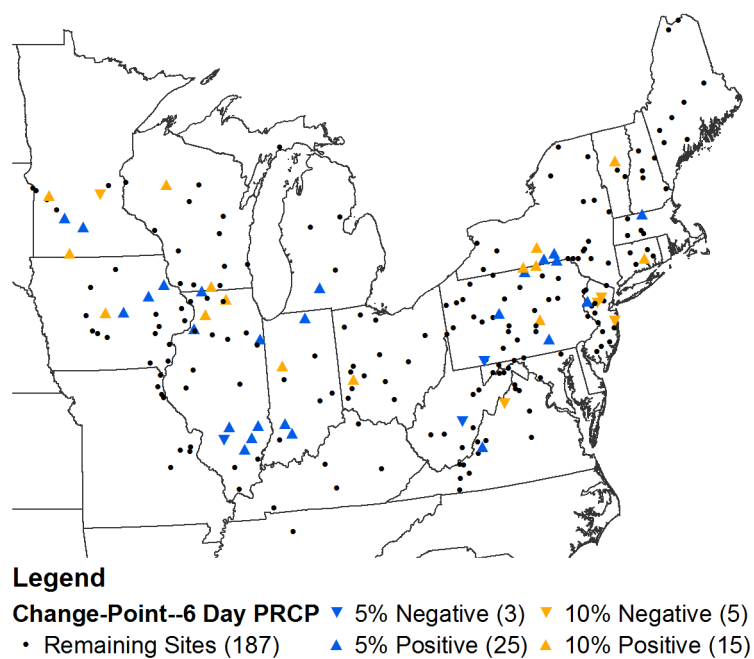 Legend
Change-Point--6 Day PRCP ▼ 5% Negative (3) ▼ 10% Negative (5)
• Remaining Sites (187) ▲ 5% Positive (25) ▲ 10% Positive (15)